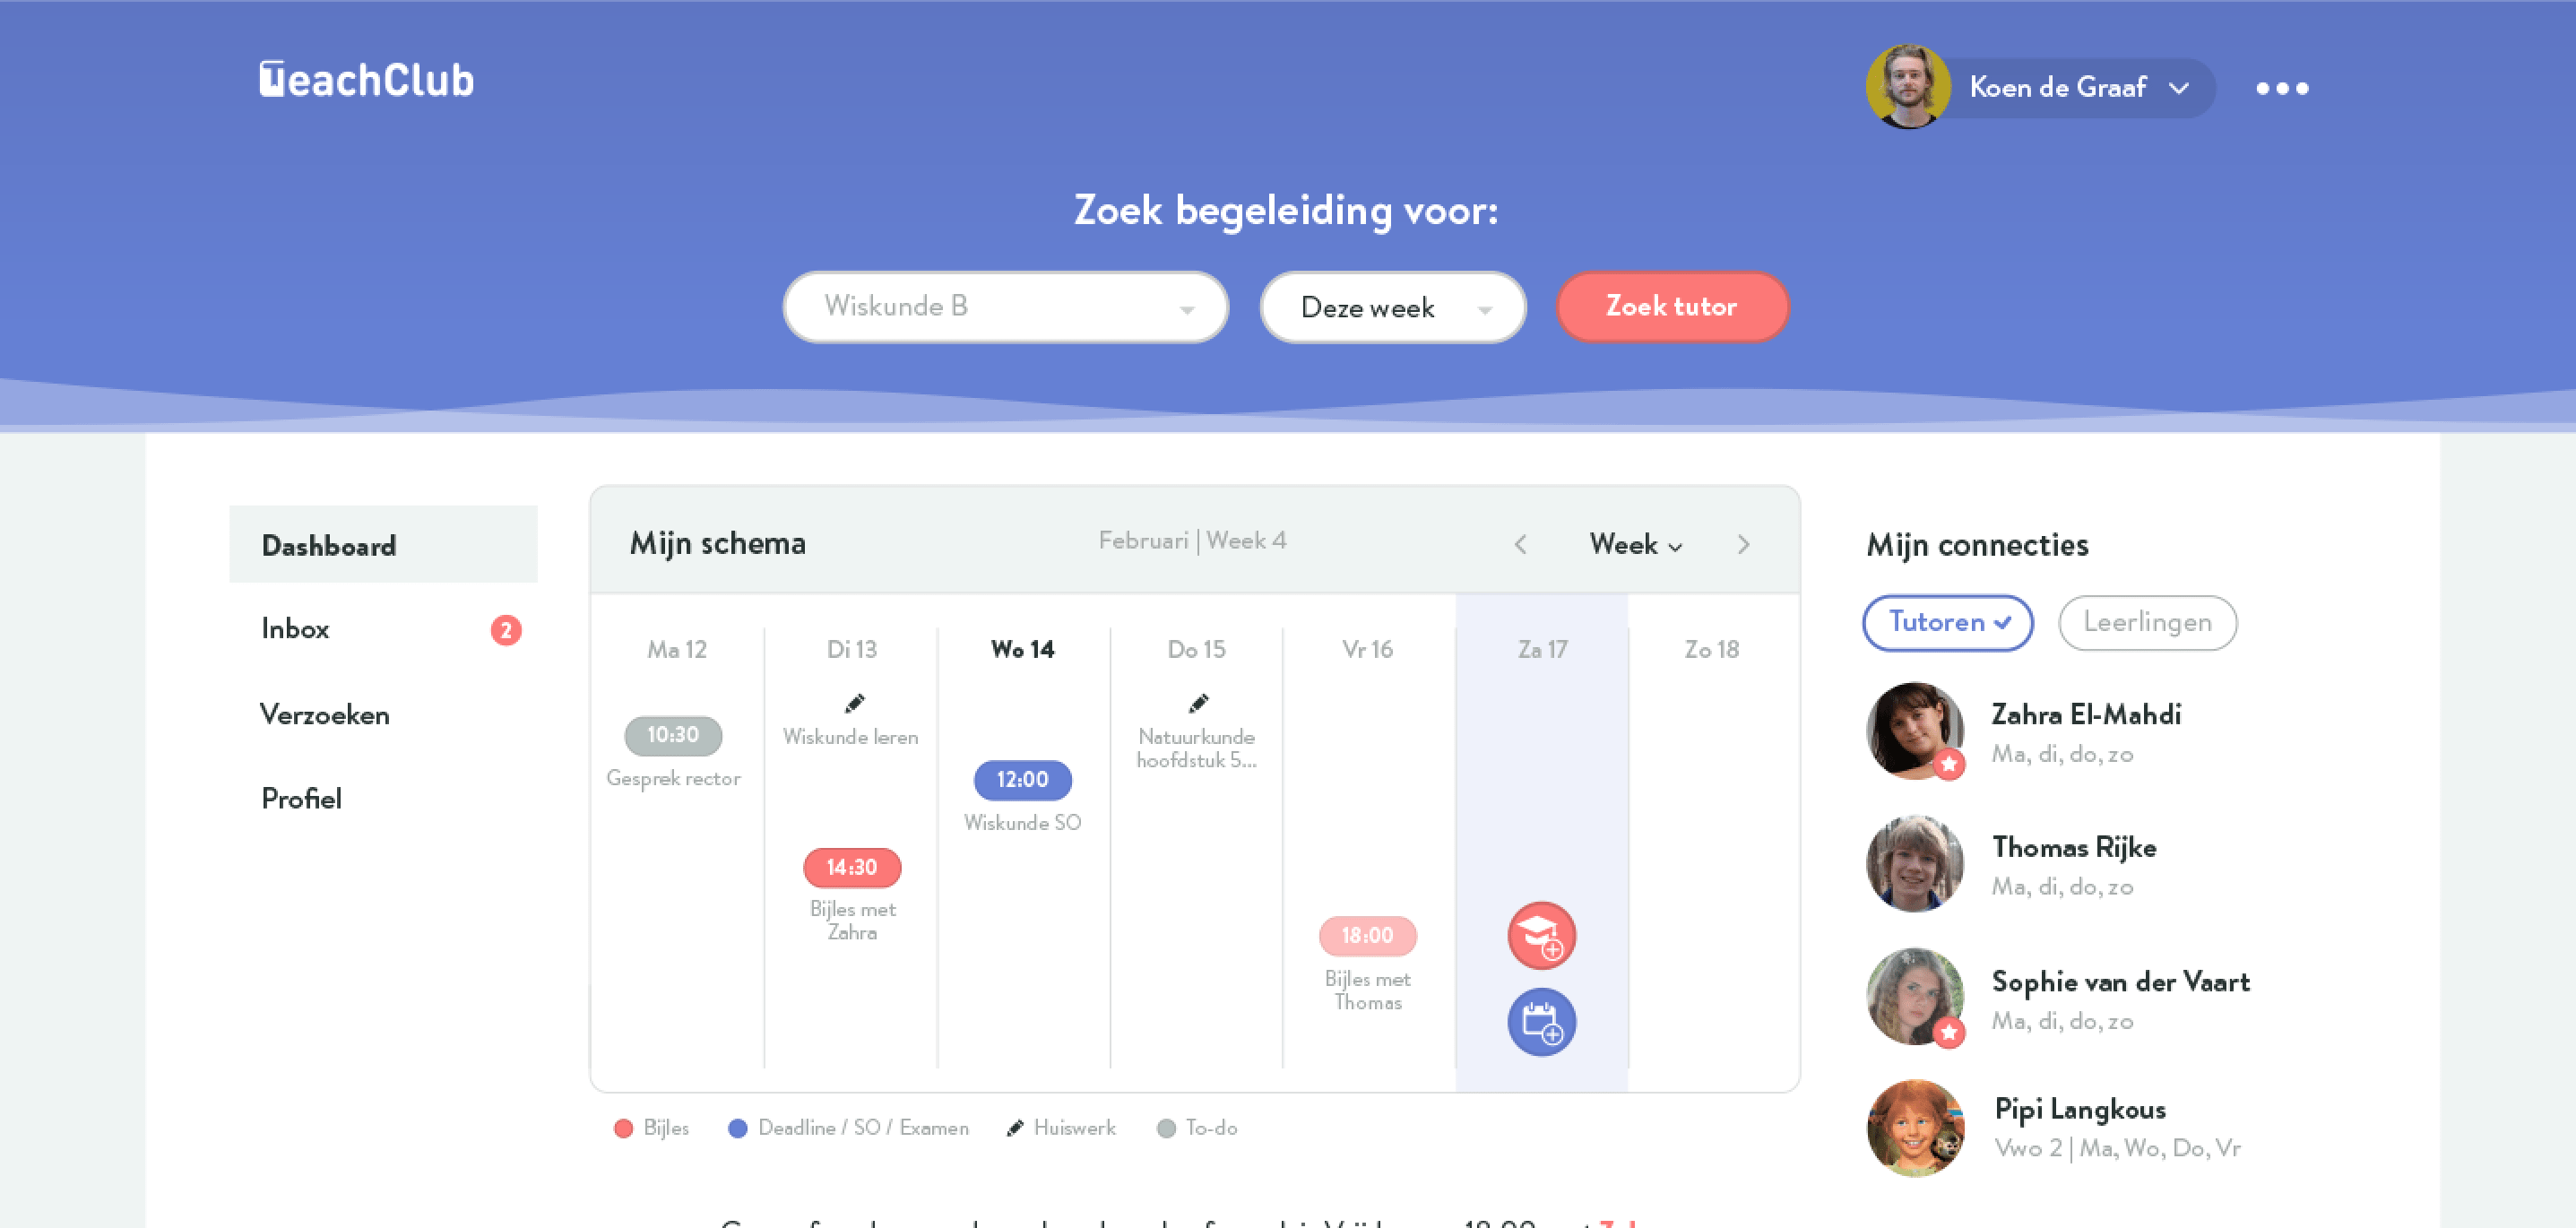 TeachClub
Koen de Graaf
Zoek begeleiding voor:
Wiskunde B
Deze week
Zoek tutor
Dashboard
Inbox
2
Verzoeken
Profiel
Mijn schema
Februari | Week 4
Week
Ma 12
Di 13
Wo 14
Do 15
Vr 16
Za 17
Zo 18
10:30
Gesprek rector
Wiskunde leren
14:30
Bijles met
Zahra
12:00
Wiskunde SO
Natuurkunde
hoofdstuk 5...
18:00
Bijles met
Thomas
Bijles
Deadline / SO / Examen
Huiswerk
To-do
Mijn connecties
Tutoren
Leerlingen
Zahra El-Mahdi
Ma, di, do, zo
Thomas Rijke
Ma, di, do, zo
Sophie van der Vaart
Ma, di, do, zo
Pipi Langkous
Vwo 2 | Ma, Wo, Do, Vr